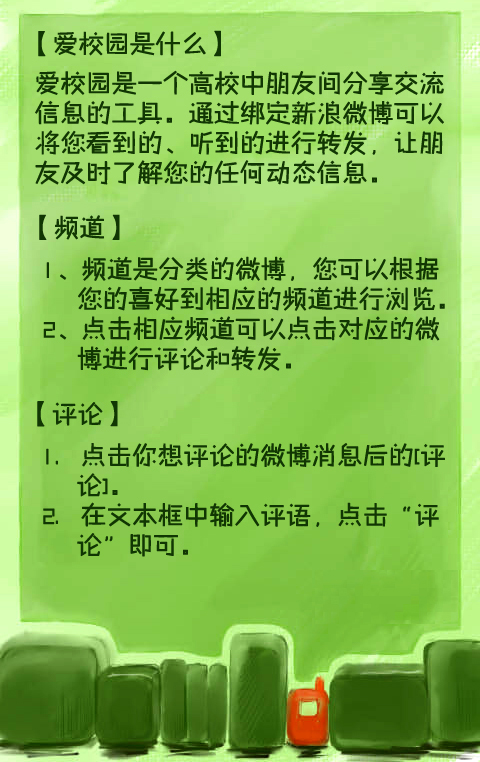 【爱校园是什么】
爱校园是一个高校中朋友间分享交流
信息的工具。通过绑定新浪微博可以
将您看到的、听到的进行转发，让朋
友及时了解您的任何动态信息。
【频道】
1、频道是分类的微博，您可以根据
您的喜好到相应的频道进行浏览。
2、点击相应频道可以点击对应的微
博进行评论和转发。
【评论】
1. 点击你想评论的微博消息后的[评
论]。
2. 在文本框中输入评语，点击“评
论”即可。